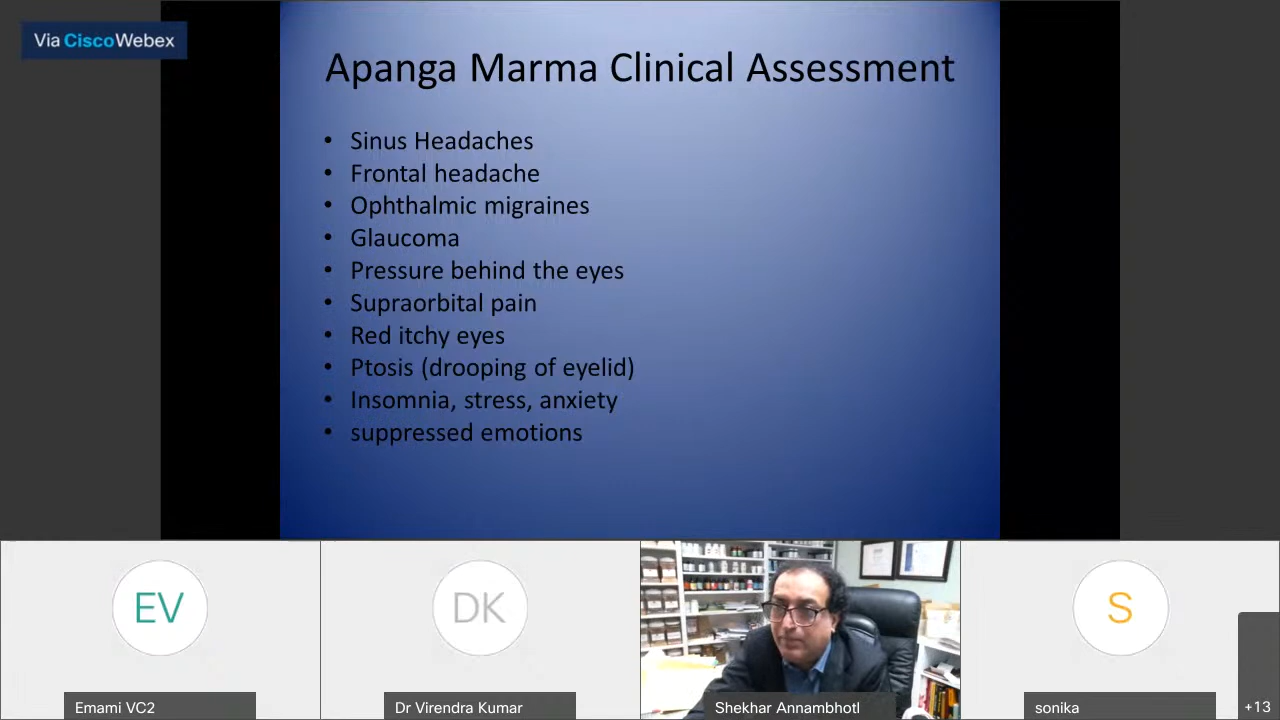 Via Cisco Webex
Apanga Marma Clinical Assessment
• Sinus Headaches
• Frontal headache
• Ophthalmic migraines
• Glaucoma
• Pressure behind the eyes
• Supraorbital pain
• Red itchy eyes
• Ptosis (drooping of eyelid)
• Insomnia, stress, anxiety
• suppressed emotions
EV
DK
S
Emami VC2
Dr Virendra Kumar
Shekhar Annambhotl
sonika
+13